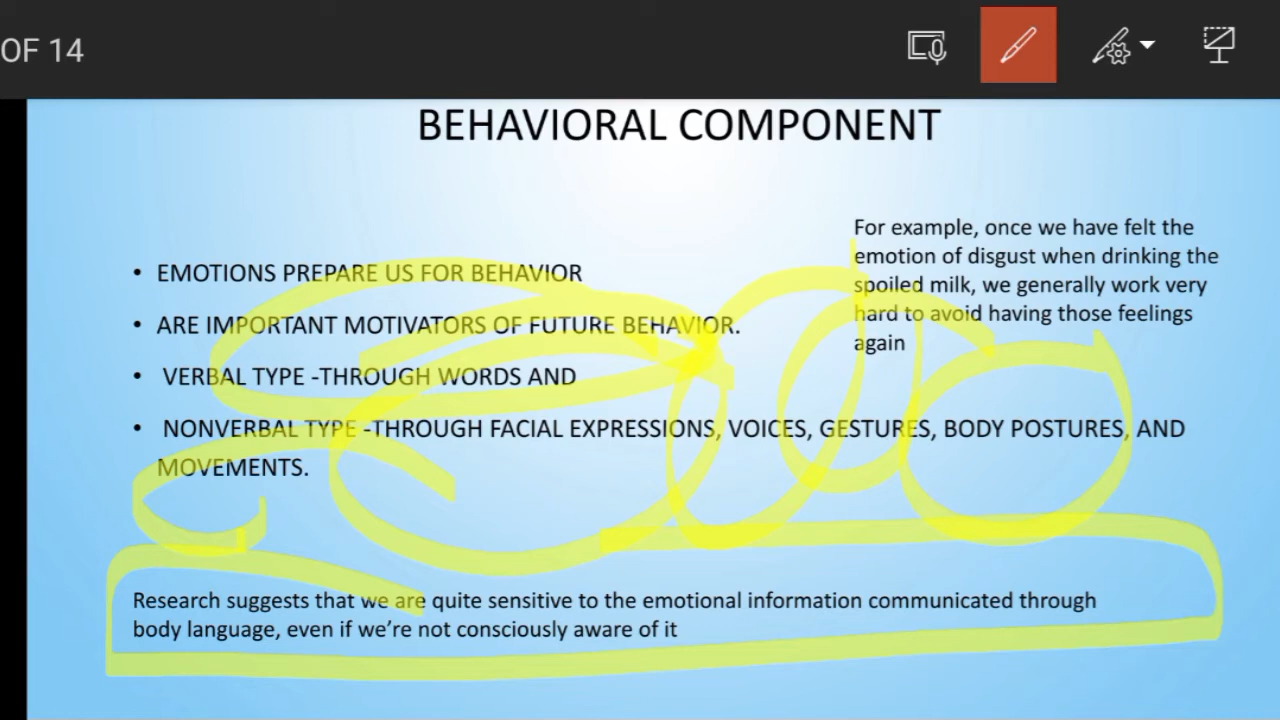 OF 14
BEHAVIORAL COMPONENT
For example, once we have felt the
emotion of disgust when drinking the
spoiled milk, we generally work very
hard to avoid having those feelings
again
• EMOTIONS PREPARE US FOR BEHAVIOR
• ARE IMPORTANT MOTIVATORS OF FUTURE BEHAVIOR.
• VERBAL TYPE -THROUGH WORDS AND
• NONVERBAL TYPE -THROUGH FACIAL EXPRESSIONS, VOICES, GESTURES, BODY POSTURES, AND
MOVEMENTS.
Research suggests that we are quite sensitive to the emotional information communicated through
body language, even if we’re not consciously aware of it